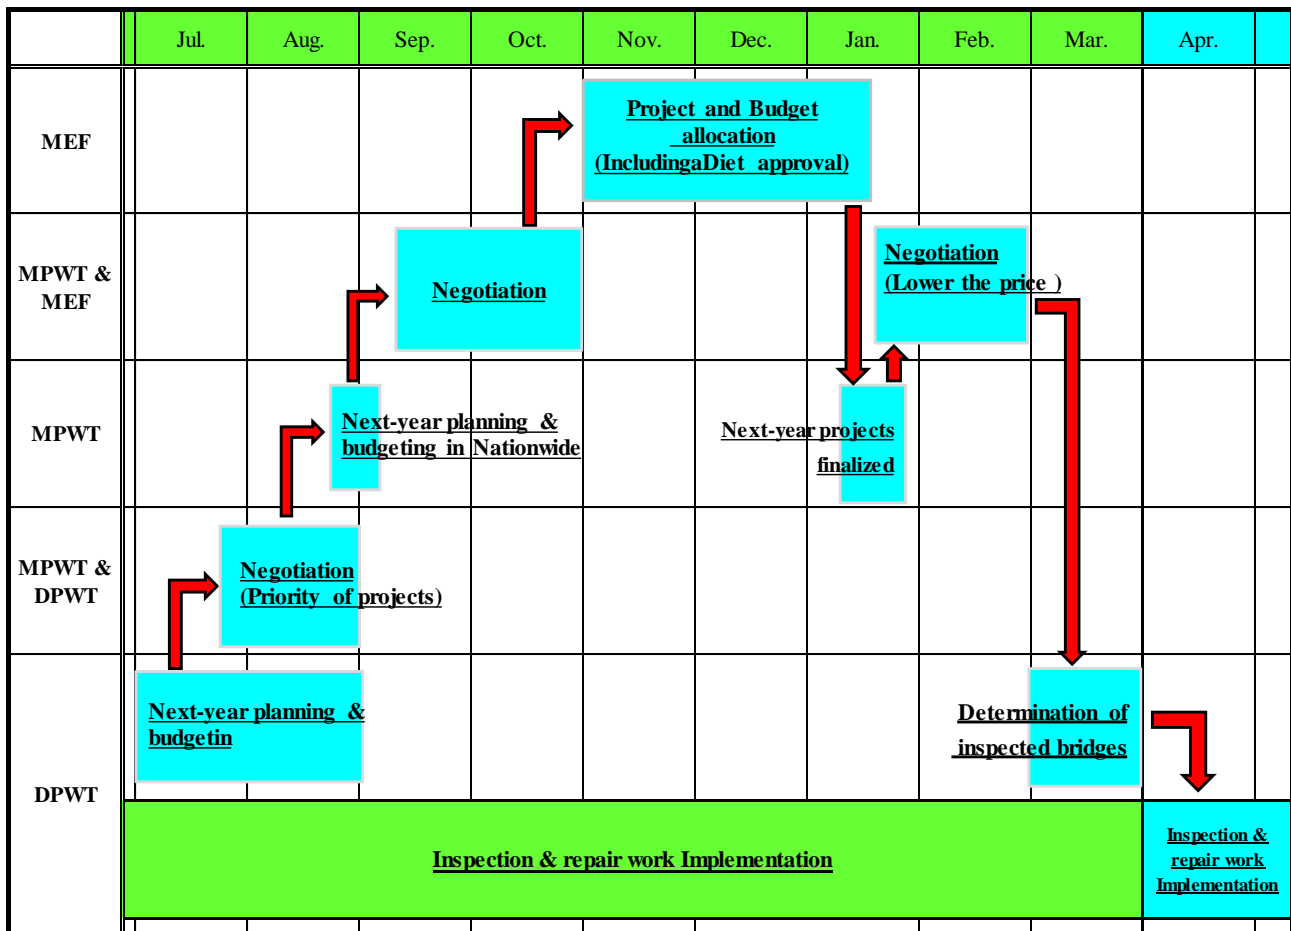 Jul. Aug. Sep. Oct. Nov. Dec. Jan. Feb. Mar. Apr.
MEF
Project and Budget
allocation
(IncludingaDiet approval)
MPWT &
MEF
Negotiation
Negotiation
(Lower the price )
MPWT
Next-year planning &
budgeting in Nationwide
Next-year projects
finalized
MPWT &
DPWT
Negotiation
(Priority of projects)
DPWT
Next-year planning &
budgetin
Determination of
inspected bridges
Inspection & repair work Implementation
Inspection &
repair work
Implementation